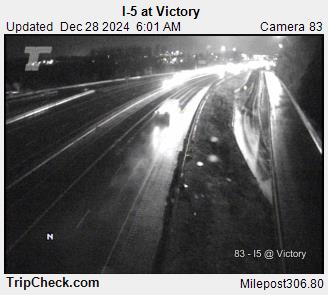 I-5 at Victory
Updated Dec 28 2024 6:01 AM Camera 83
T
N
83 - I5 @ Victory
TripCheck.com Milepost306.80